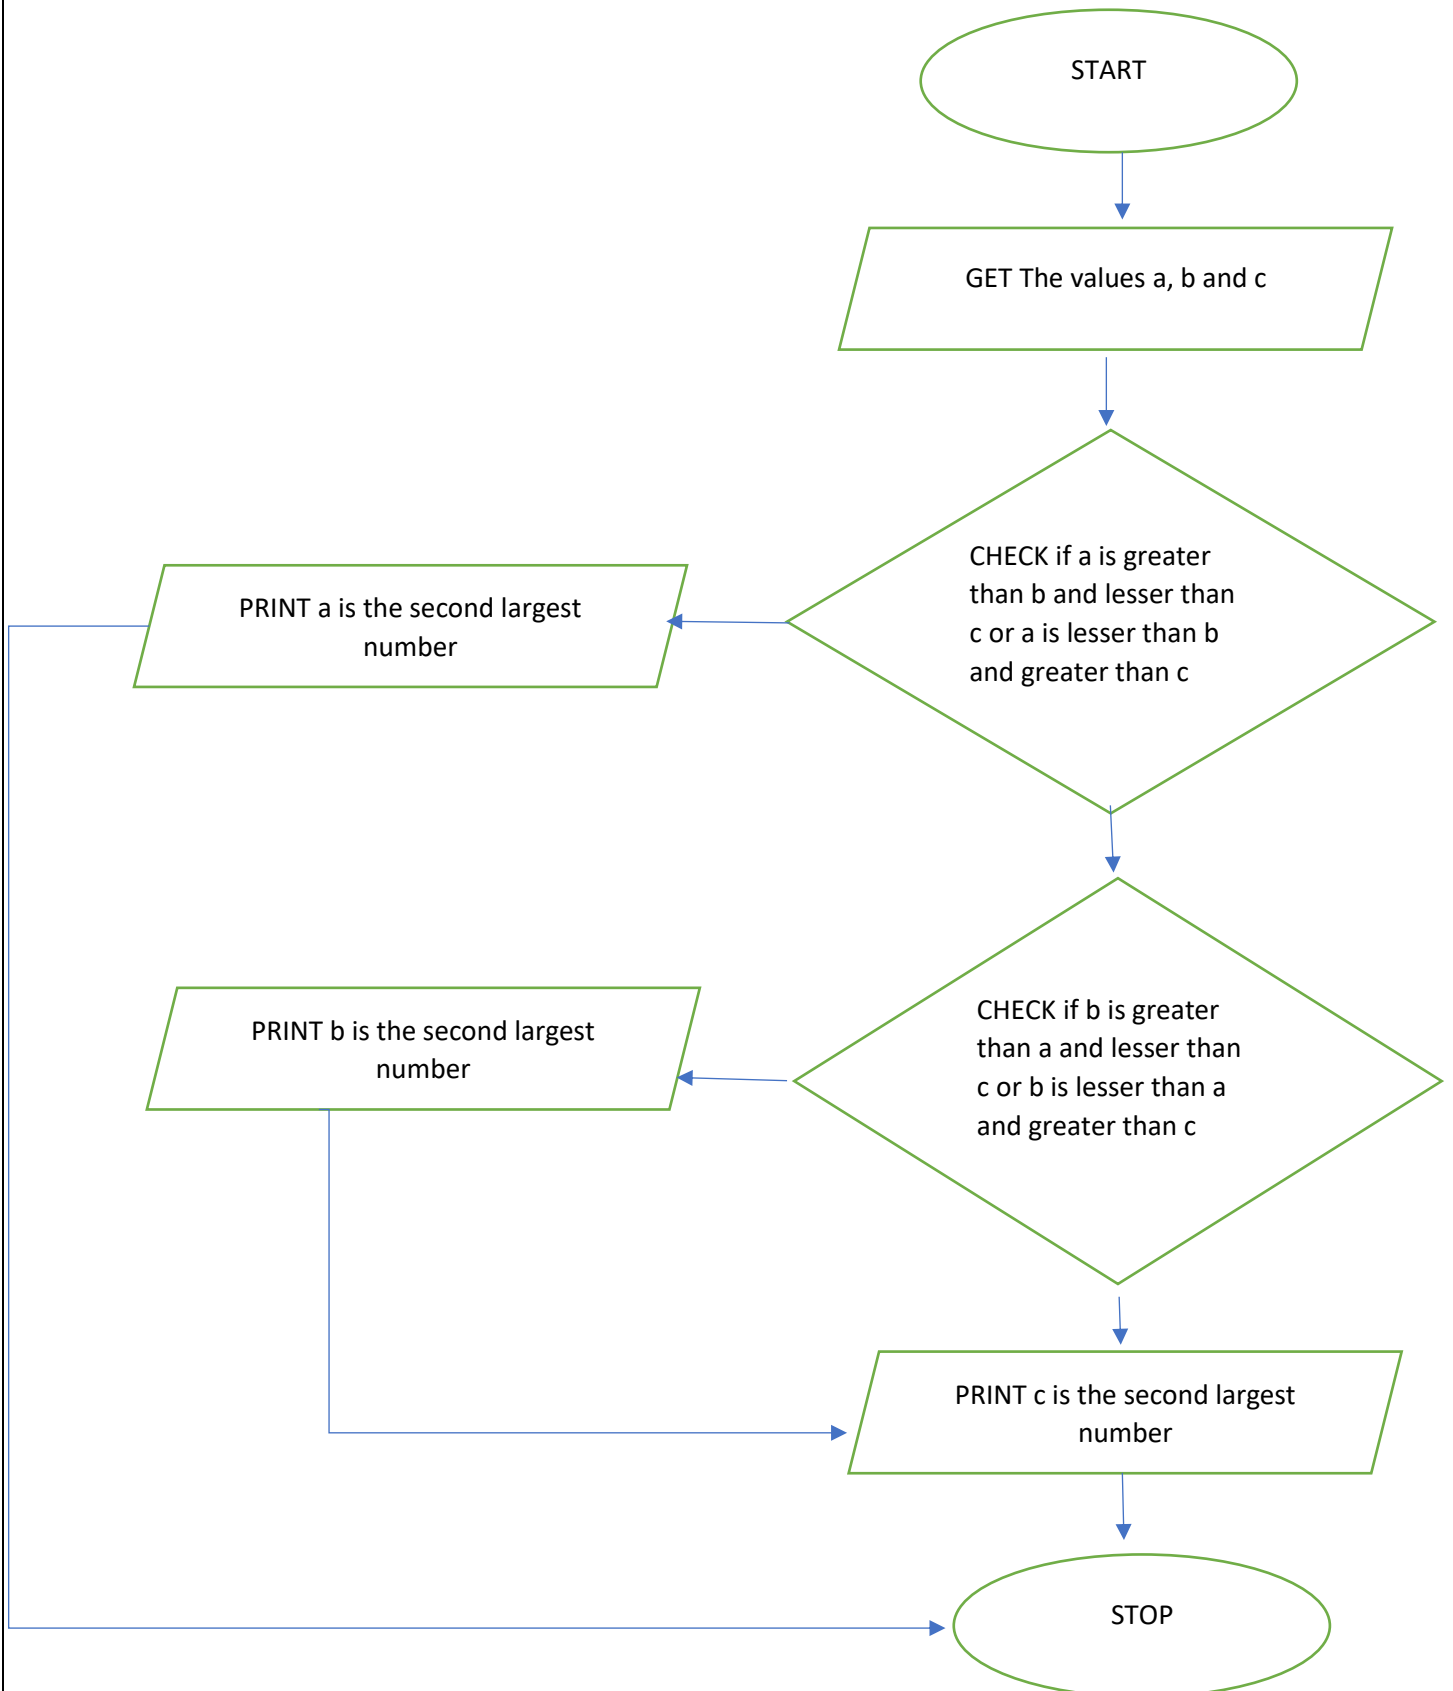 START
GET The values a, b and c
CHECK if a is greater
than b and lesser than
c or a is lesser than b
and greater than c
PRINT a is the second largest
number
CHECK if b is greater
than a and lesser than
c or b is lesser than a
and greater than c
PRINT b is the second largest
number
PRINT c is the second largest
number
STOP